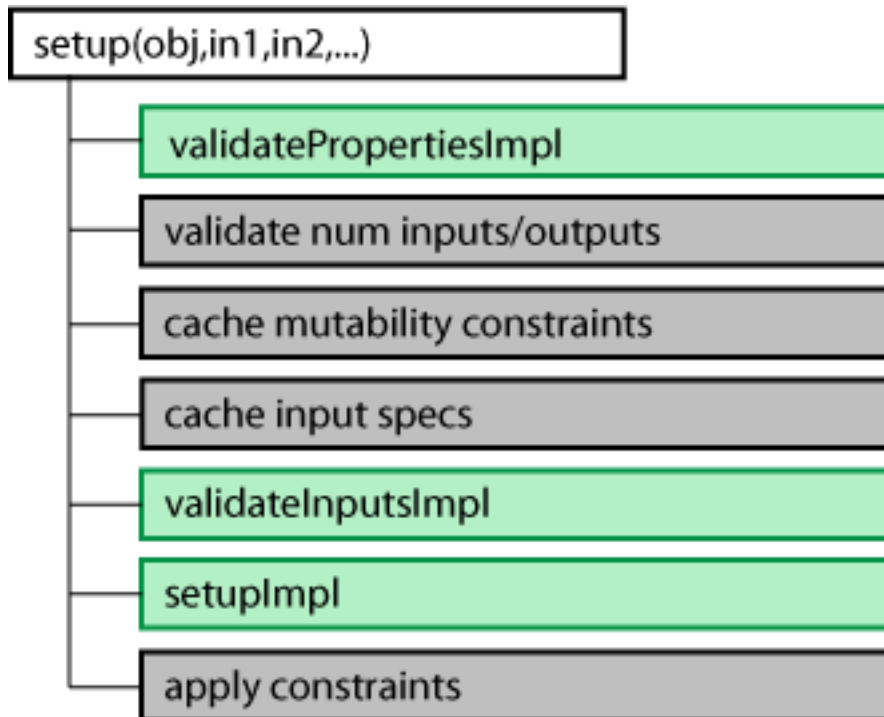 setup(obj,in1,in2,...)
validatePropertiesImpl
validate num inputs/outputs
cache mutability constraints
cache input specs
validateInputsImpl
setupImpl
apply constraints